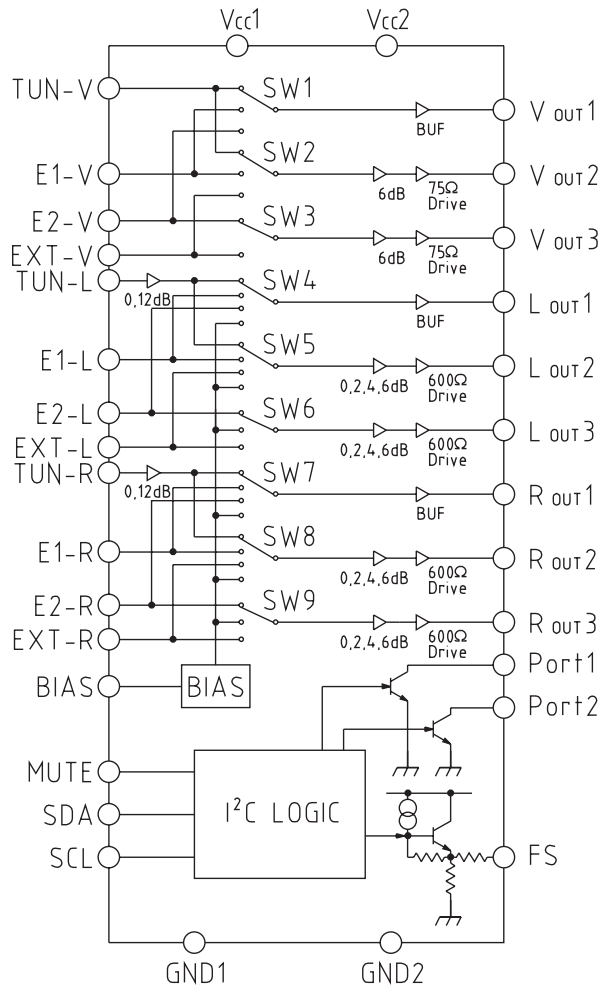 Vcc1 Vcc2
TUN-V SW1 V OUT1
BUF
E1-V SW2 V OUT2
6dB 75Ω
Drive
E2-V SW3 V OUT3
EXT-V 6dB 75Ω
Drive
TUN-L SW4 L OUT1
0,12dB BUF
E1-L SW5 L OUT2
0,2,4,6dB 600Ω
Drive
E2-L SW6 L OUT3
EXT-L 0,2,4,6dB 600Ω
Drive
TUN-R SW7 R OUT1
0,12dB BUF
E1-R SW8 R OUT2
0,2,4,6dB 600Ω
Drive
E2-R SW9 R OUT3
EXT-R 0,2,4,6dB 600Ω
Drive
Port1
BIAS BIAS Port2
MUTE
SDA I²C LOGIC
SCL FS
GND1 GND2